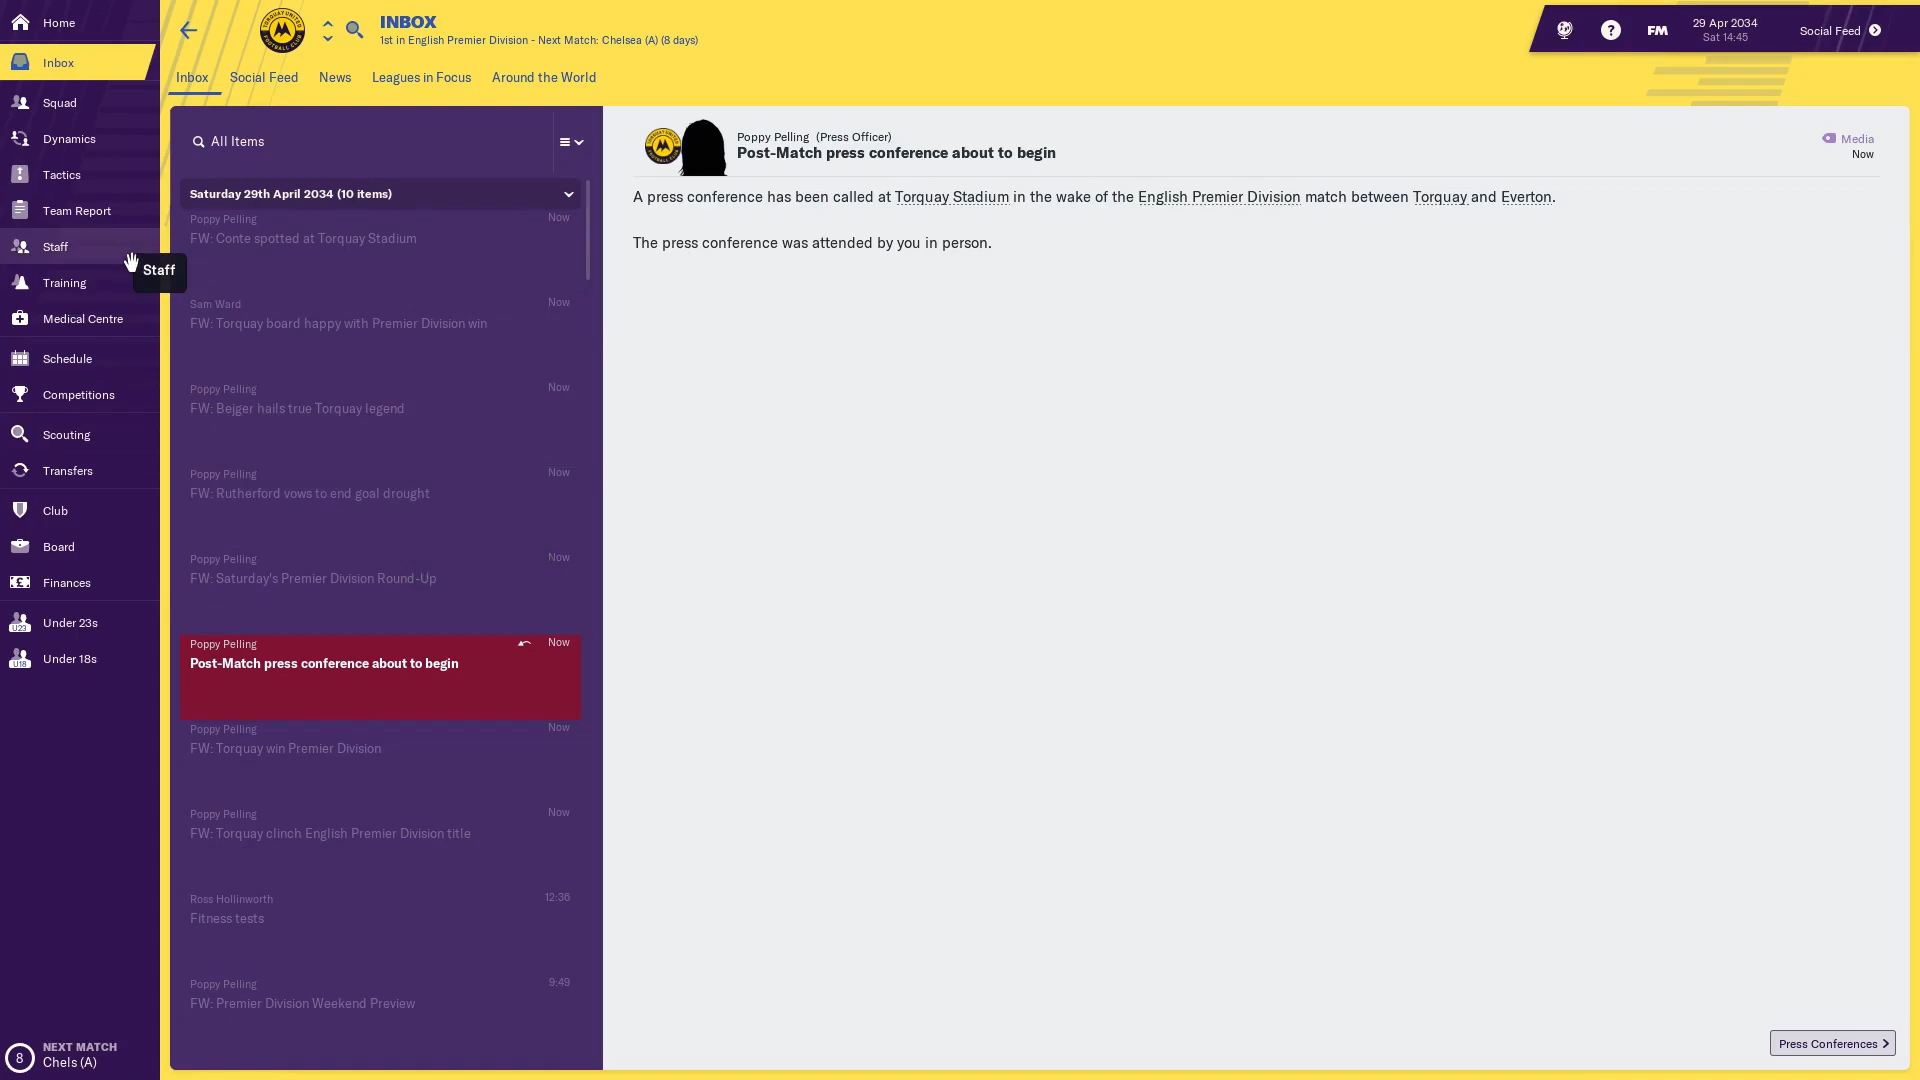 Home
Inbox
Squad
Dynamics
Tactics
Team Report
Staff
Staff
Training
Medical Centre
Schedule
Competitions
Scouting
Transfers
Club
Board
Finances
U23
Under 23s
U18
Under 18s
8
NEXT MATCH
Chels (A)
TORQUAY UNITED
FOOTBALL CLUB
INBOX
1st in English Premier Division - Next Match: Chelsea (A) (8 days)
FM
29 Apr 2034
Sat 14:45
Social Feed
Inbox
Social Feed
News
Leagues in Focus
Around the World
All Items
Saturday 29th April 2034 (10 items)
Poppy Pelling
Now
FW: Conte spotted at Torquay Stadium
Sam Ward
Now
FW: Torquay board happy with Premier Division win
Poppy Pelling
Now
FW: Bejger hails true Torquay legend
Poppy Pelling
Now
FW: Rutherford vows to end goal drought
Poppy Pelling
Now
FW: Saturday's Premier Division Round-Up
Poppy Pelling
Now
Post-Match press conference about to begin
Poppy Pelling
Now
FW: Torquay win Premier Division
Poppy Pelling
Now
FW: Torquay clinch English Premier Division title
Ross Hollinworth
12:36
Fitness tests
Poppy Pelling
9:49
FW: Premier Division Weekend Preview
Poppy Pelling (Press Officer)
Post-Match press conference about to begin
Media
Now
A press conference has been called at Torquay Stadium in the wake of the English Premier Division match between Torquay and Everton.
The press conference was attended by you in person.
Press Conferences